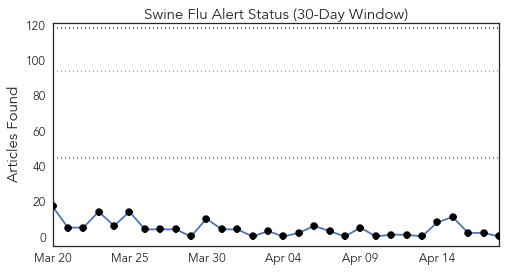 Swine Flu Alert Status (30-Day Window)
120
100
80
60
40
20
0
Articles Found
Mar 20 Mar 25 Mar 30 Apr 04 Apr 09 Apr 14